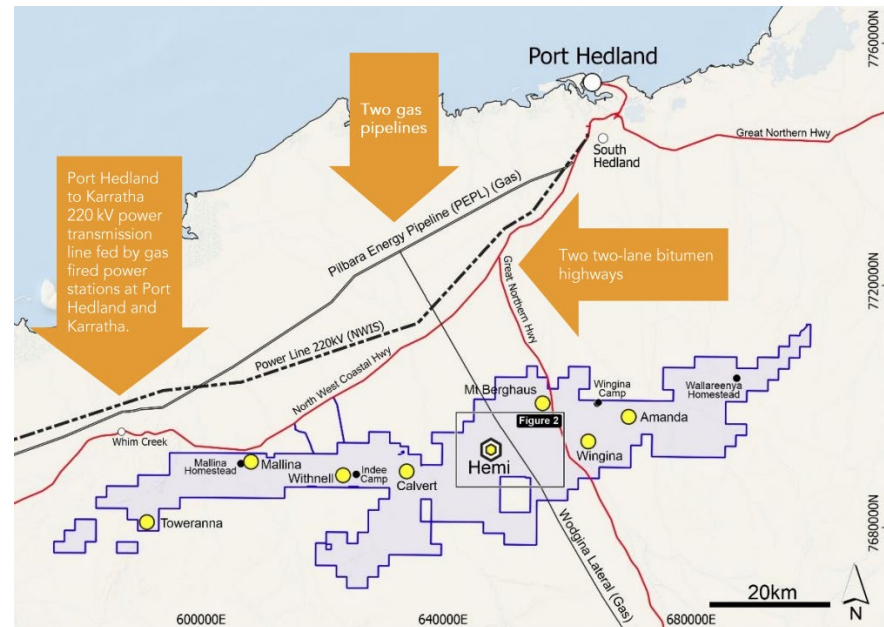 Port Hedland
7760000N
Two gas
pipelines
Great Northern Hwy
South
Hedland
Port Hedland
to Karratha
220 kV power
transmission
line fed by gas
fired power
stations at Port
Hedland and
Karratha.
Pilbara Energy Pipeline (PEPL) (Gas)
Two two-lane bitumen
highways
Great Northern Hwy
7720000N
Power Line 220kV (NWIS)
North West Coastal Hwy
Mt Berghaus
Wingina
Camp
Wallareenya
Homestead
Figure 2
Amanda
Whim Creek
Hemi
Wingina
Mallina
Homestead
Mallina
Withnell
Indee
Camp
Calvert
Toweranna
Wodgina Lateral (Gas)
7680000N
20km
N
600000E
640000E
680000E